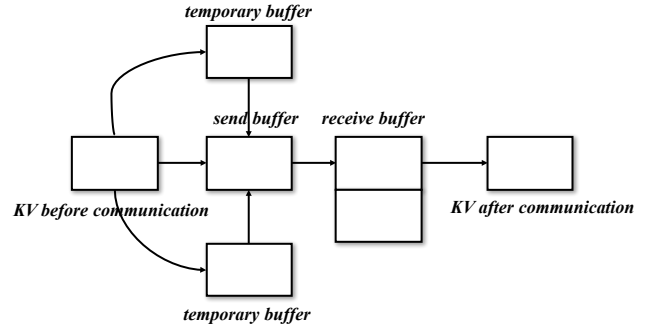 temporary buffer
send buffer
receive buffer
KV before communication
KV after communication
temporary buffer